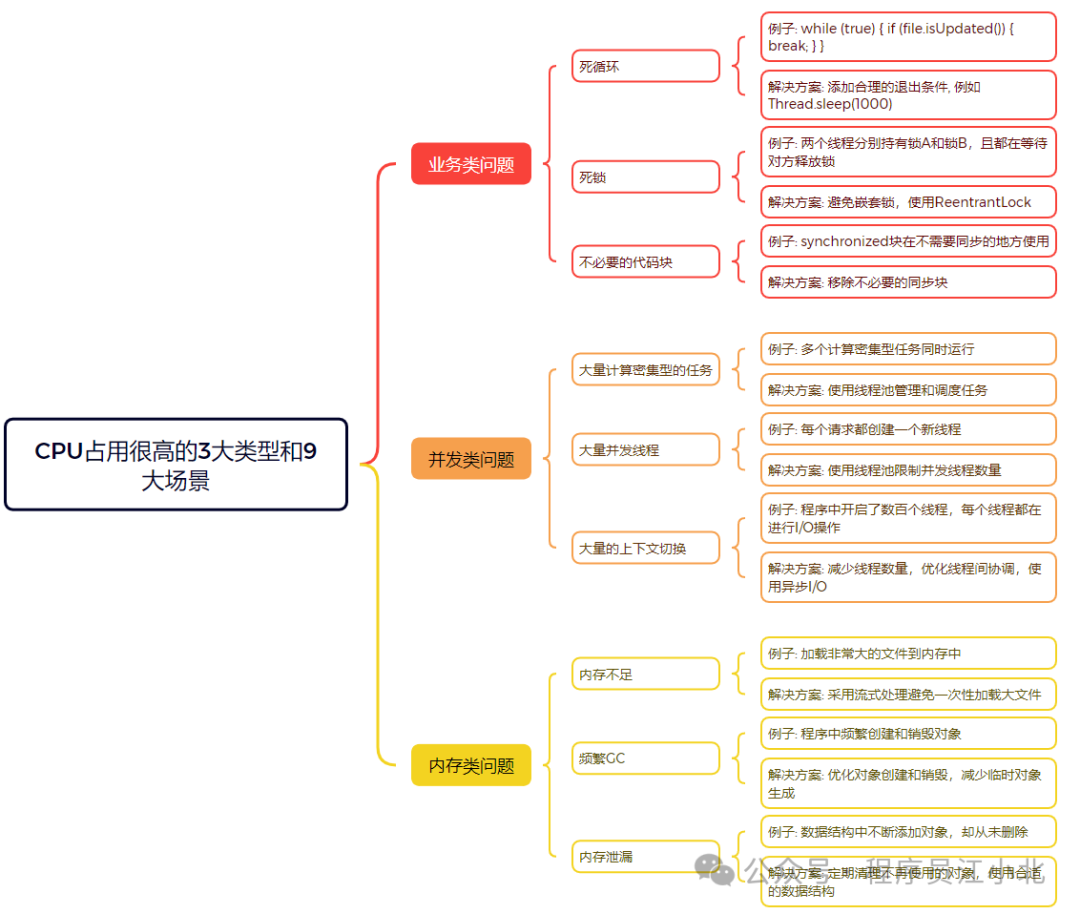 CPU占用很高的3大类型和9
大场景
业务类问题
死循环
例子: while (true) { if (file.isUpdated()) {
break; } }
解决方案: 添加合理的退出条件, 例如
Thread.sleep(1000)
死锁
例子: 两个线程分别持有锁A和锁B，且都在等待
对方释放锁
解决方案: 避免嵌套锁，使用ReentrantLock
不必要的代码块
例子: synchronized块在不需要同步的地方使用
解决方案: 移除不必要的同步块
并发类问题
大量计算密集型的任务
例子: 多个计算密集型任务同时运行
解决方案: 使用线程池管理和调度任务
大量并发线程
例子: 每个请求都创建一个新线程
解决方案: 使用线程池限制并发线程数量
大量的上下文切换
例子: 程序中开启了数百个线程，每个线程都在
进行I/O操作
解决方案: 减少线程数量，优化线程间协调，使
用异步I/O
内存类问题
内存不足
例子: 加载非常大的文件到内存中
解决方案: 采用流式处理避免一次性加载大文件
频繁GC
例子: 程序中频繁创建和销毁对象
解决方案: 优化对象创建和销毁，减少临时对象
生成
内存泄漏
例子: 数据结构中不断添加对象，却从未删除
解决方案: 定期清理不再使用的对象，使用合适
的数据结构
公众号 程序员江小北